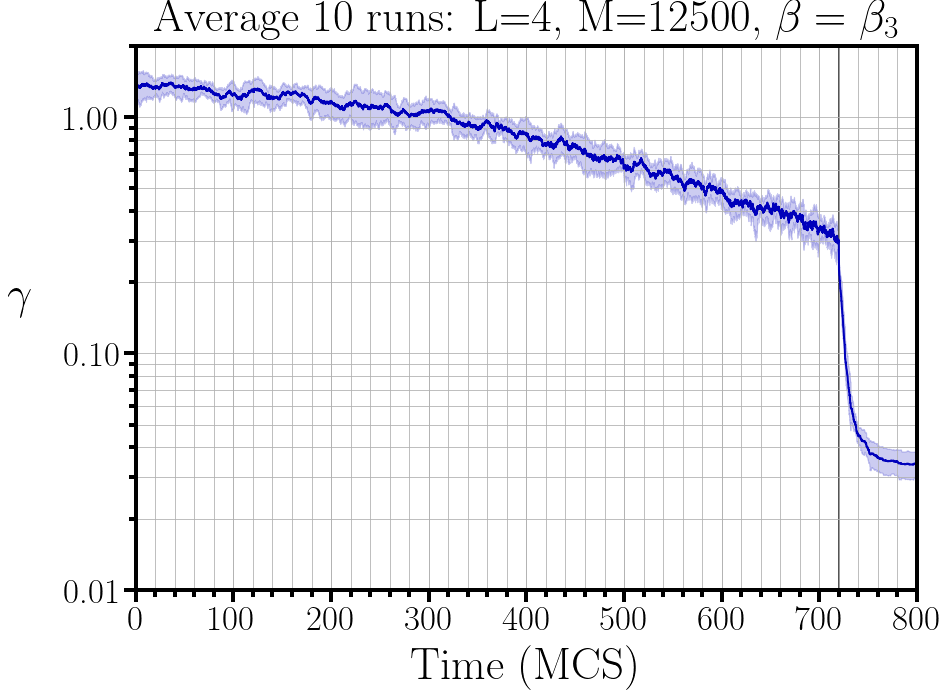 Average 10 runs: L=4, M=12500, β = β₃
γ
1.00
0.10
0.01
0 100 200 300 400 500 600 700 800
Time (MCS)